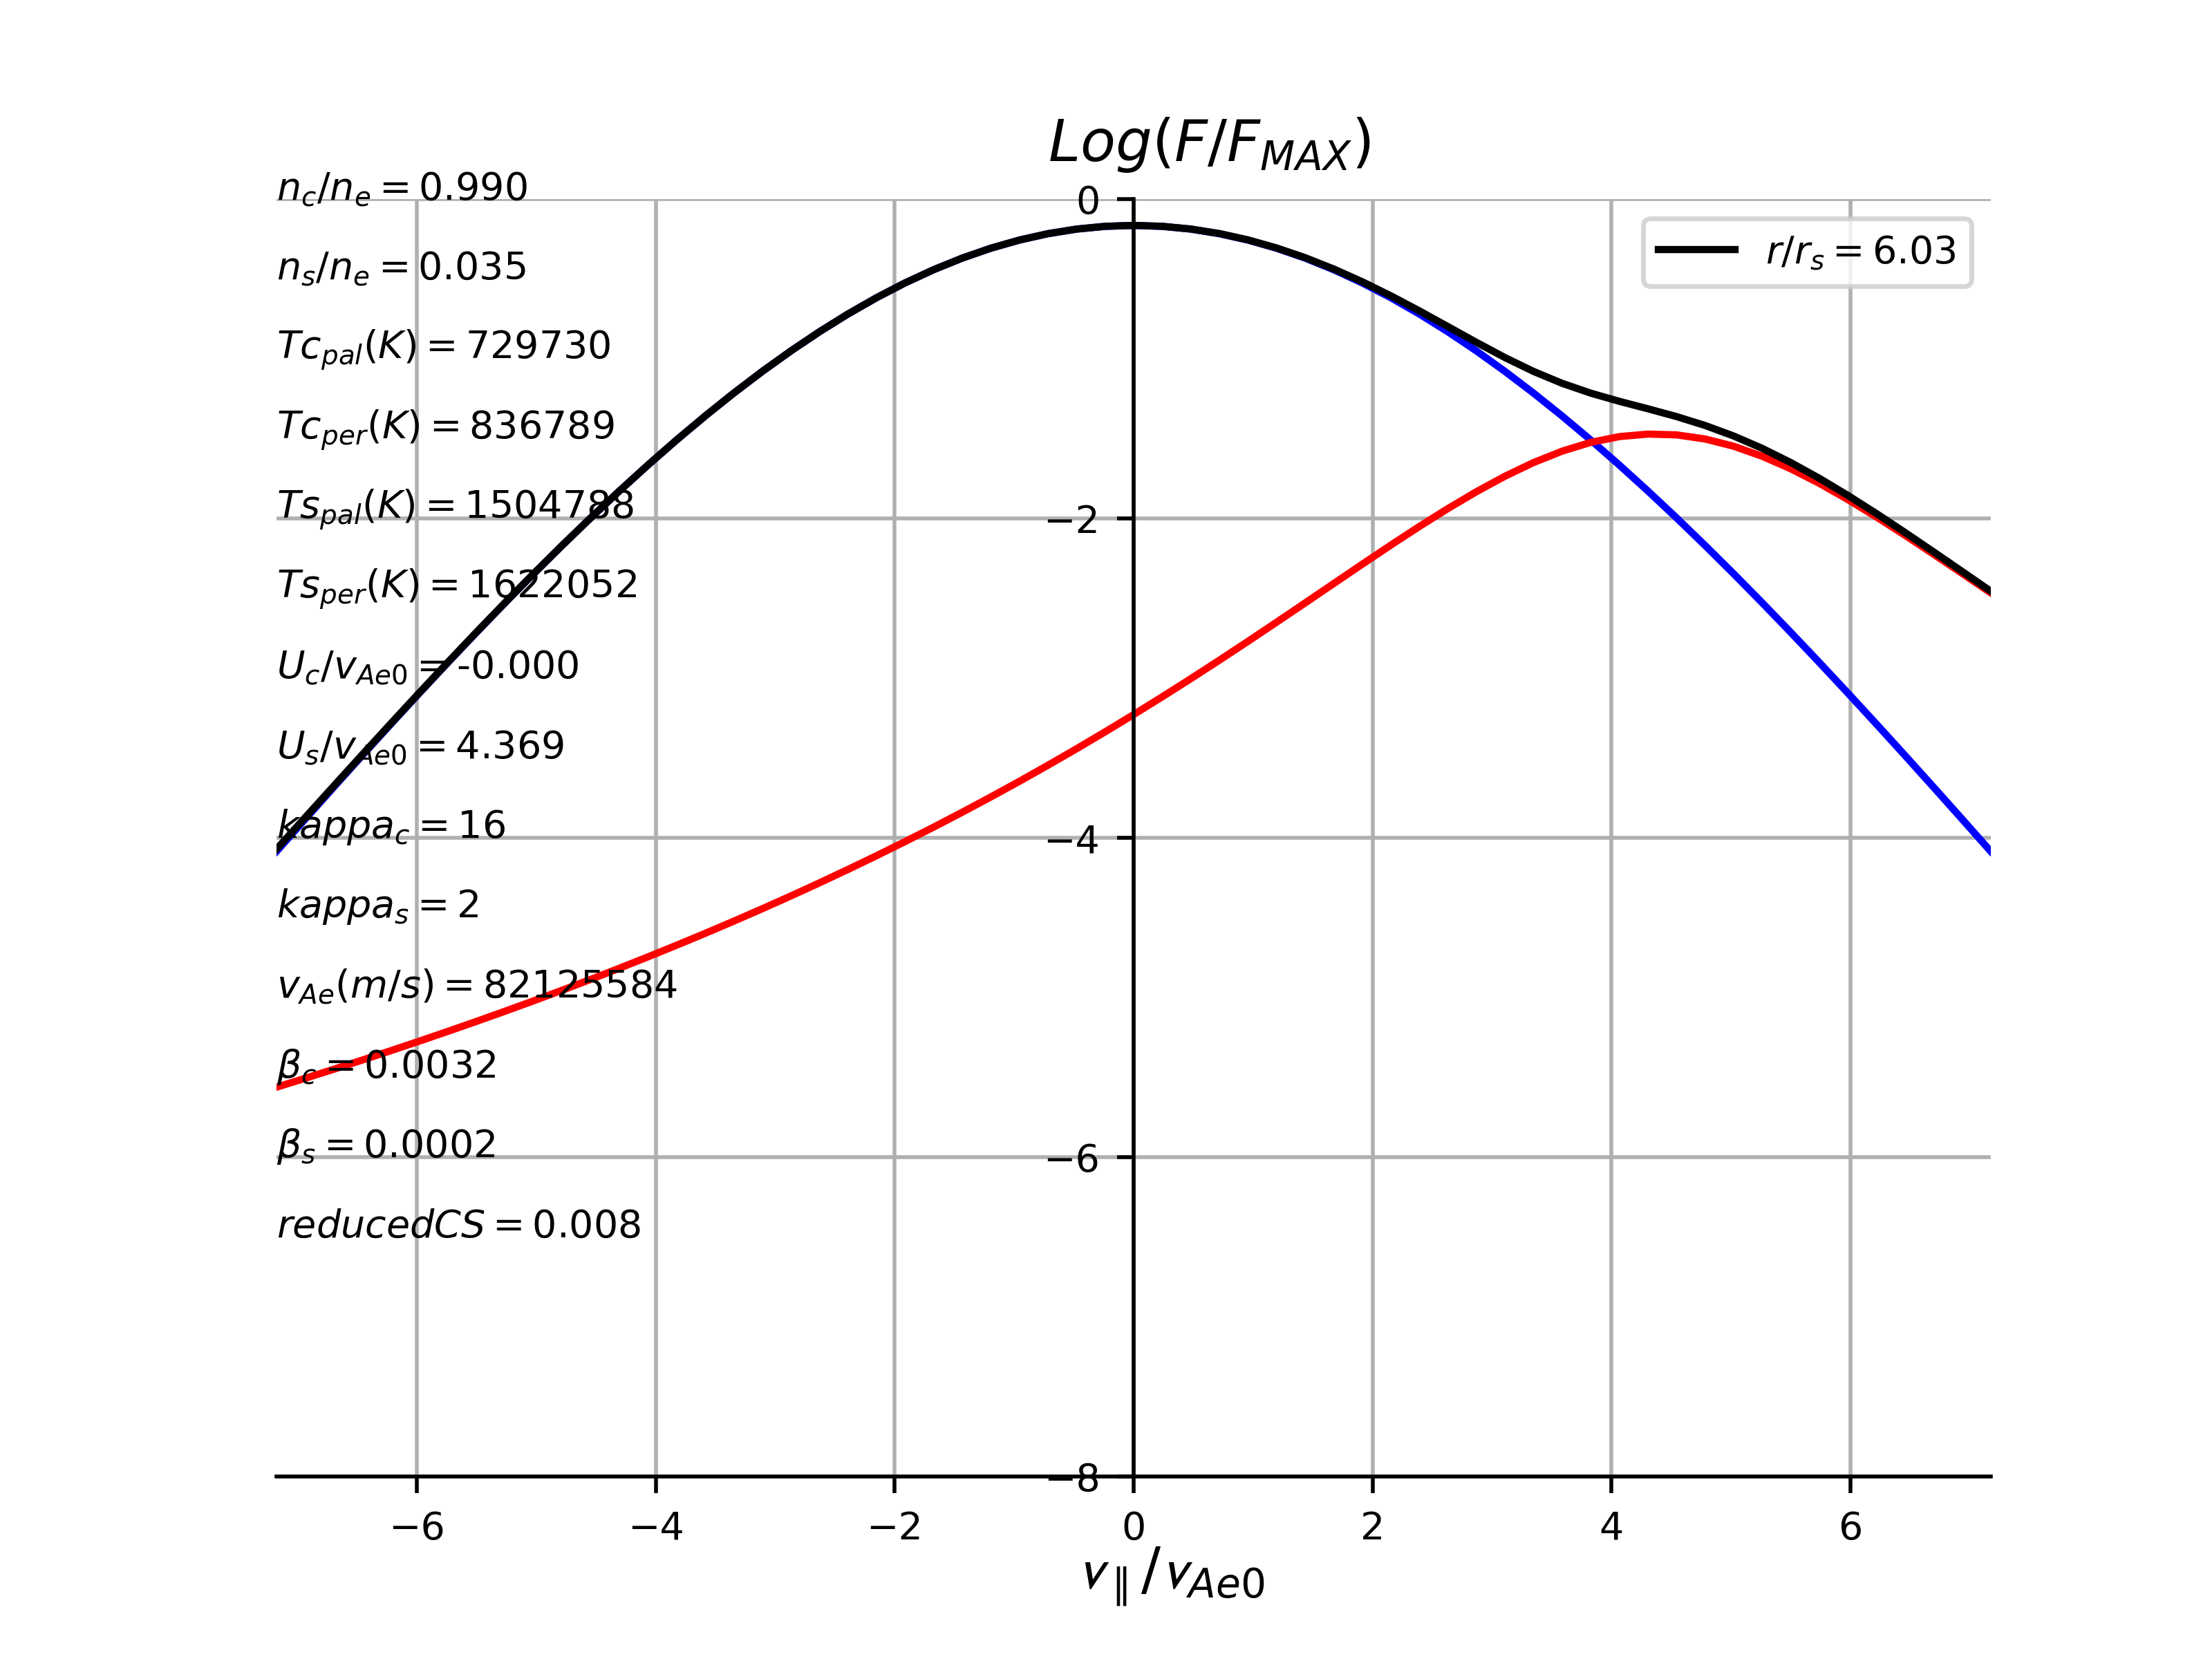 Log(F/F_MAX)
n_c/n_e = 0.990
n_s/n_e = 0.035
Tc_pal(K) = 729730
Tc_per(K) = 836789
Ts_pal(K) = 1504788
Ts_per(K) = 1622052
U_c/v_Ae0 = -0.000
U_s/v_Ae0 = 4.369
kappa_c = 16
kappa_s = 2
v_Ae(m/s) = 82125584
β_c = 0.0032
β_s = 0.0002
reducedCS = 0.008
r/r_s = 6.03
0
−2
−4
−6
−8
−6 −4 −2 0 2 4 6
v_∥/v_Ae0